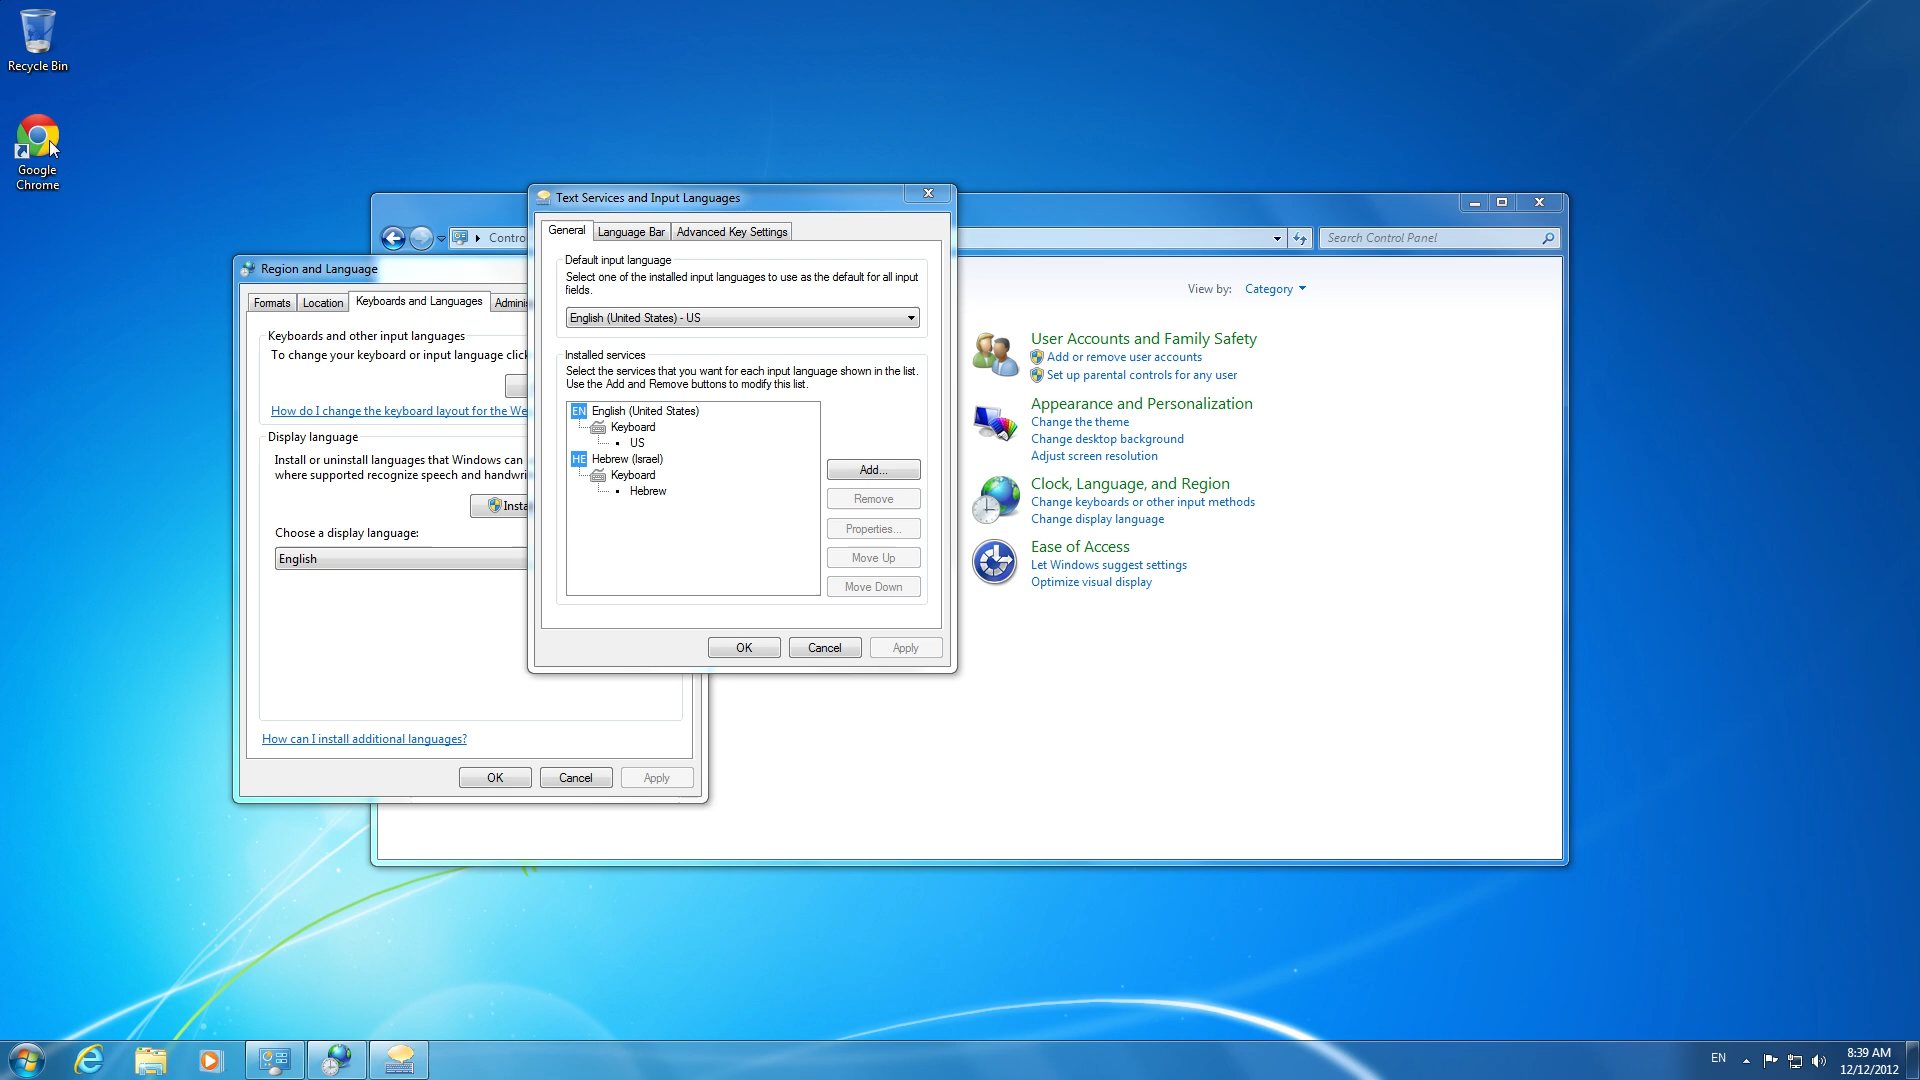 Recycle Bin
Google
Chrome
Text Services and Input Languages
General
Language Bar
Advanced Key Settings
Default input language
Select one of the installed input languages to use as the default for all input
fields.
English (United States) - US
Installed services
Select the services that you want for each input language shown in the list.
Use the Add and Remove buttons to modify this list.
EN English (United States)
Keyboard
US
HE Hebrew (Israel)
Keyboard
Hebrew
Add...
Remove
Properties...
Move Up
Move Down
OK
Cancel
Apply
Region and Language
Formats
Location
Keyboards and Languages
Keyboards and other input languages
To change your keyboard or input language
How do I change the keyboard layout for the
Display language
Install or uninstall languages that Windows can
where supported recognize speech and
Choose a display language:
English
How can I install additional languages?
OK
Cancel
Apply
Search Control Panel
View by: Category
User Accounts and Family Safety
Add or remove user accounts
Set up parental controls for any user
Appearance and Personalization
Change the theme
Change desktop background
Adjust screen resolution
Clock, Language, and Region
Change keyboards or other input methods
Change display language
Ease of Access
Let Windows suggest settings
Optimize visual display
EN
8:39 AM
12/12/2012